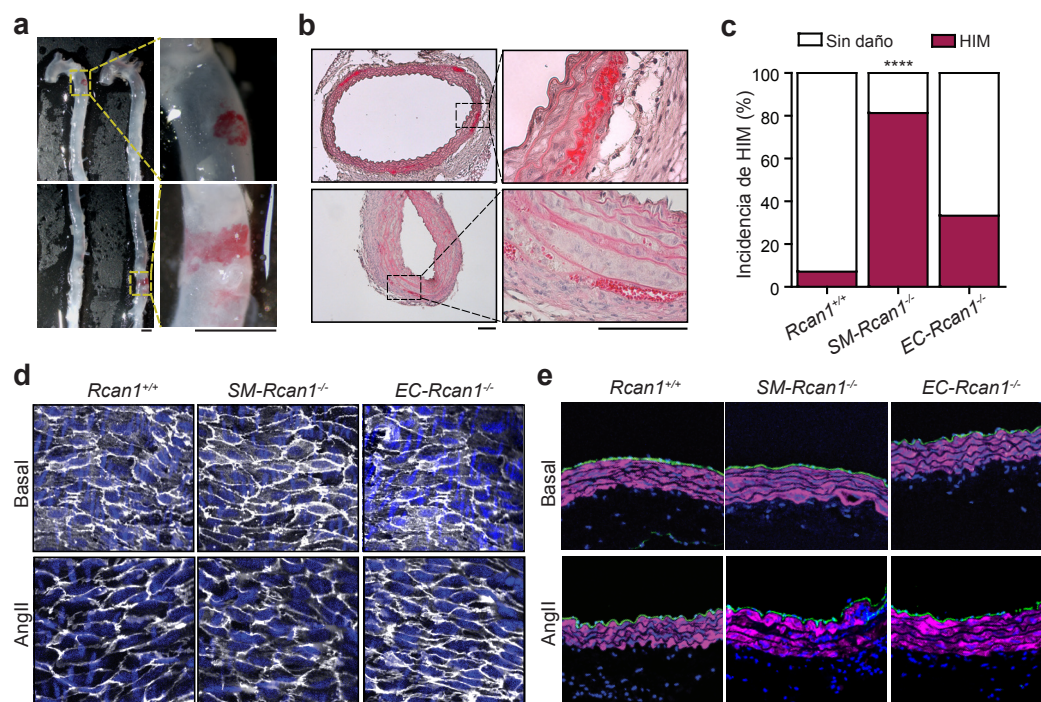 a
b
c
Sin daño HIM
****
Incidencia de HIM (%)
100
80
60
40
20
0
Rcan1+/+
SM-Rcan1-/-
EC-Rcan1-/-
d
Rcan1+/+ SM-Rcan1-/- EC-Rcan1-/-
Basal
AngII
e
Rcan1+/+ SM-Rcan1-/- EC-Rcan1-/-
Basal
AngII